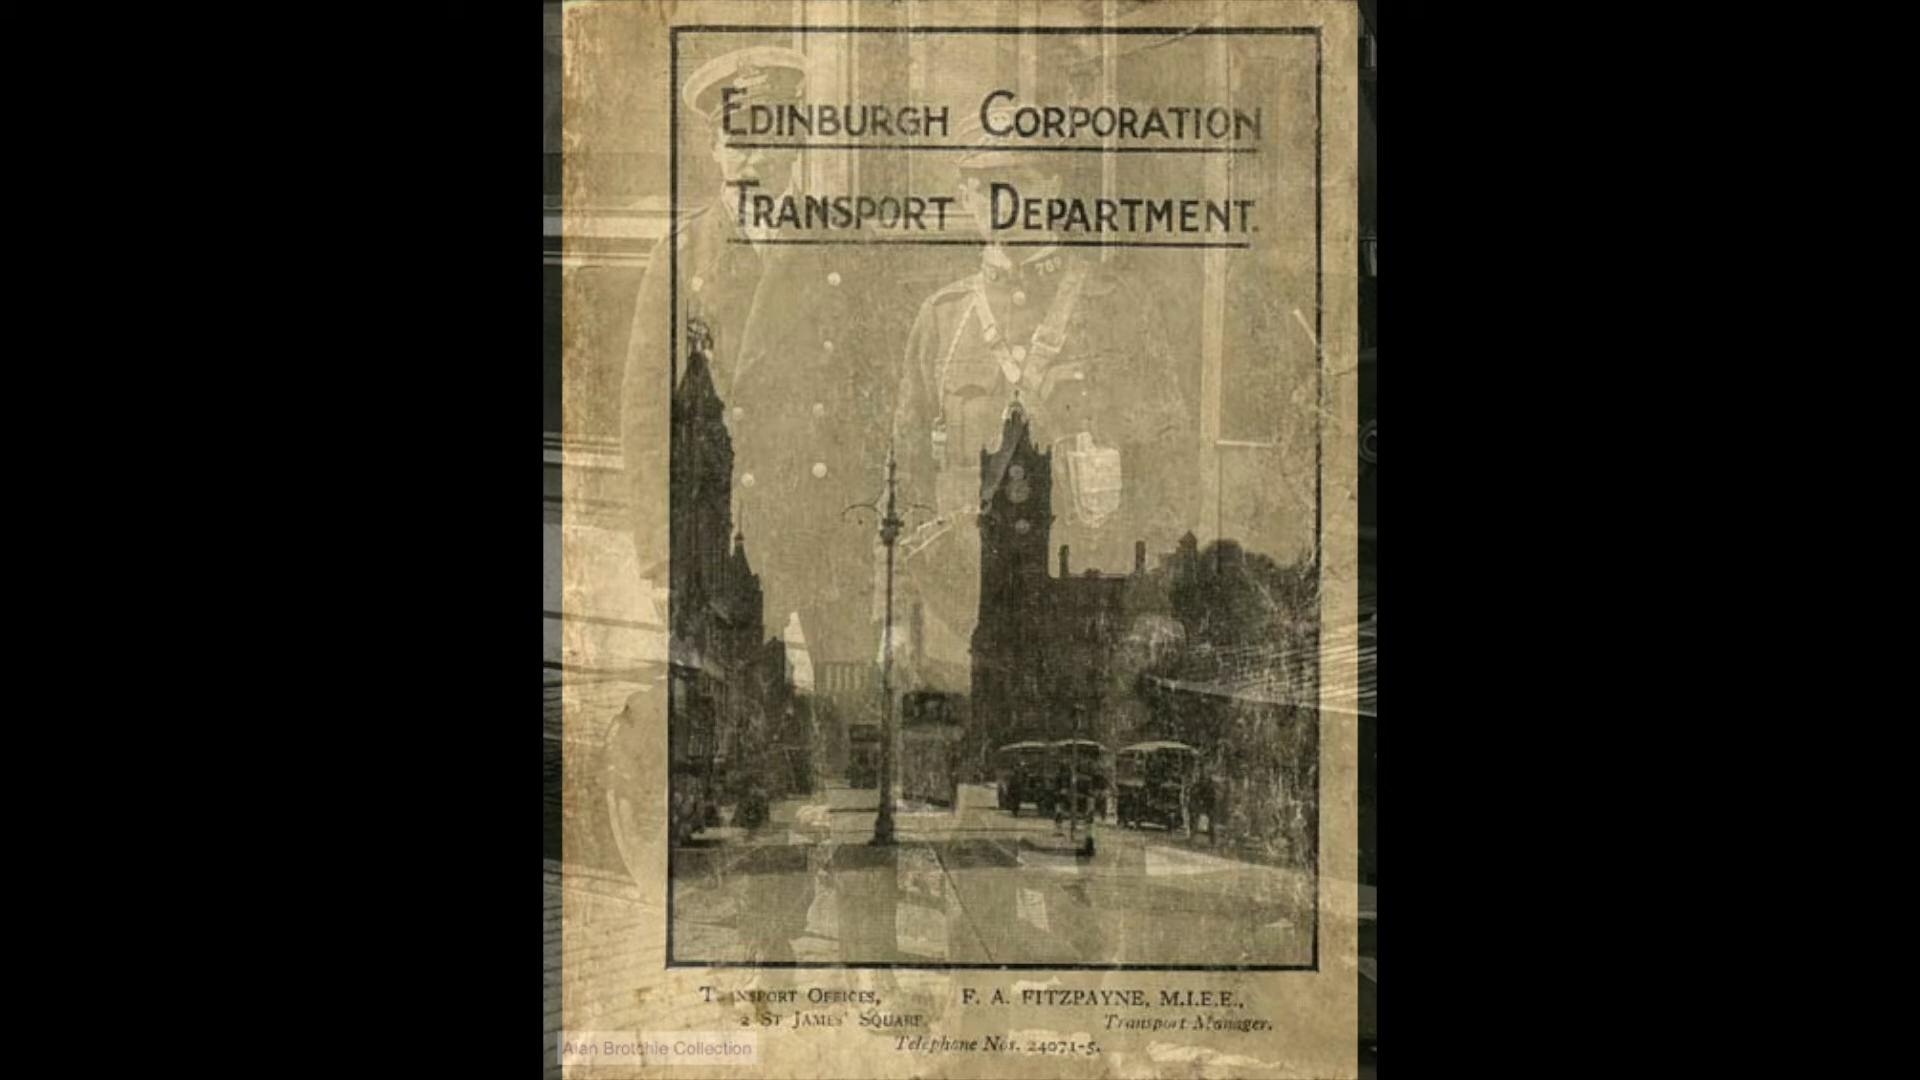 EDINBURGH CORPORATION
TRANSPORT DEPARTMENT.
769
TRANSPORT OFFICES,
2 ST JAMES' SQUARE.
F. A. FITZPAYNE, M.I.E.E.,
Transport Manager.
Telephone Nos. 24071-5.
Alan Brotchie Collection